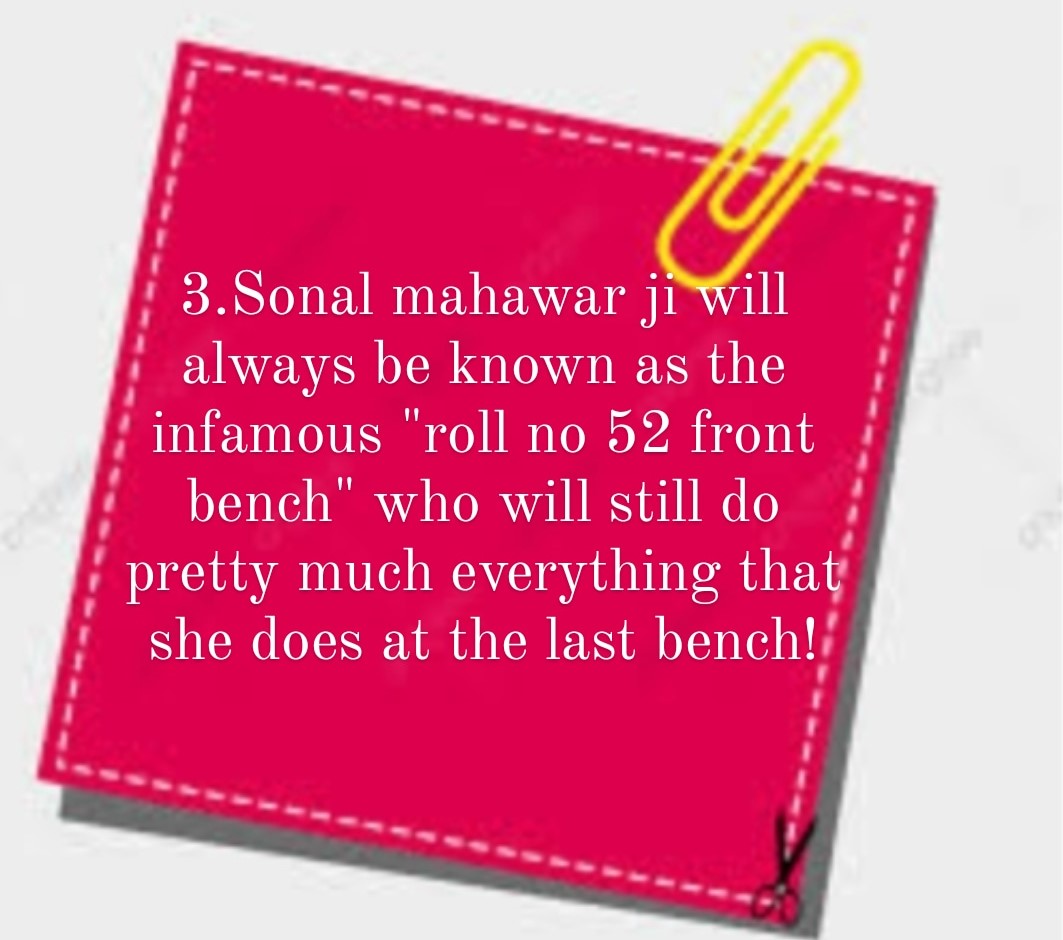 3.Sonal mahawar ji will
always be known as the
infamous "roll no 52 front
bench" who will still do
pretty much everything that
she does at the last bench!